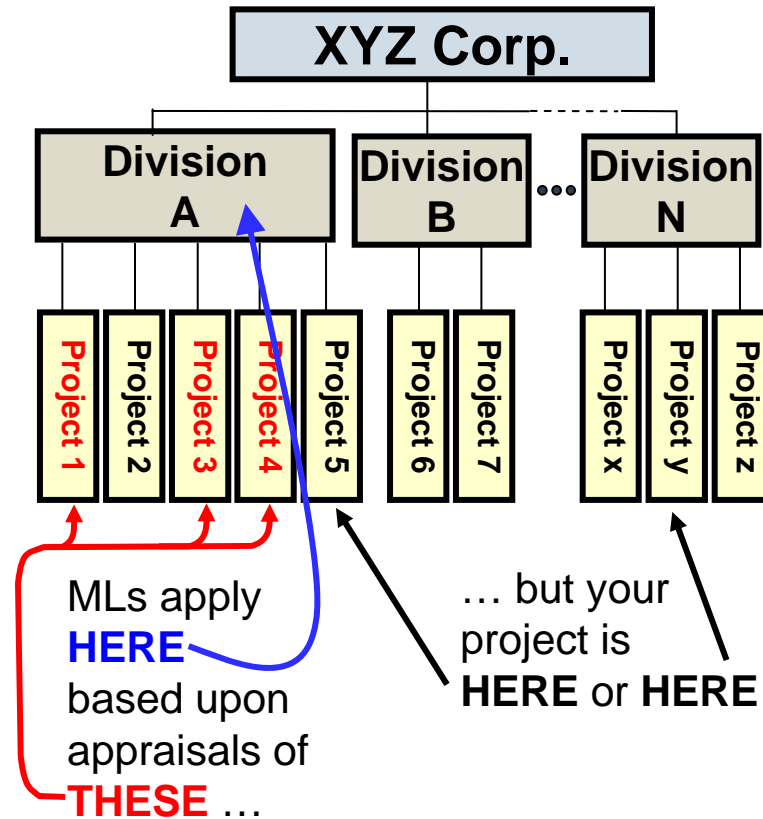 XYZ Corp.
Division
A
Division
B
Division
N
Project 1
Project 2
Project 3
Project 4
Project 5
Project 6
Project 7
Project x
Project y
Project z
MLs apply
HERE
based upon
appraisals of
THESE …
… but your
project is
HERE or HERE